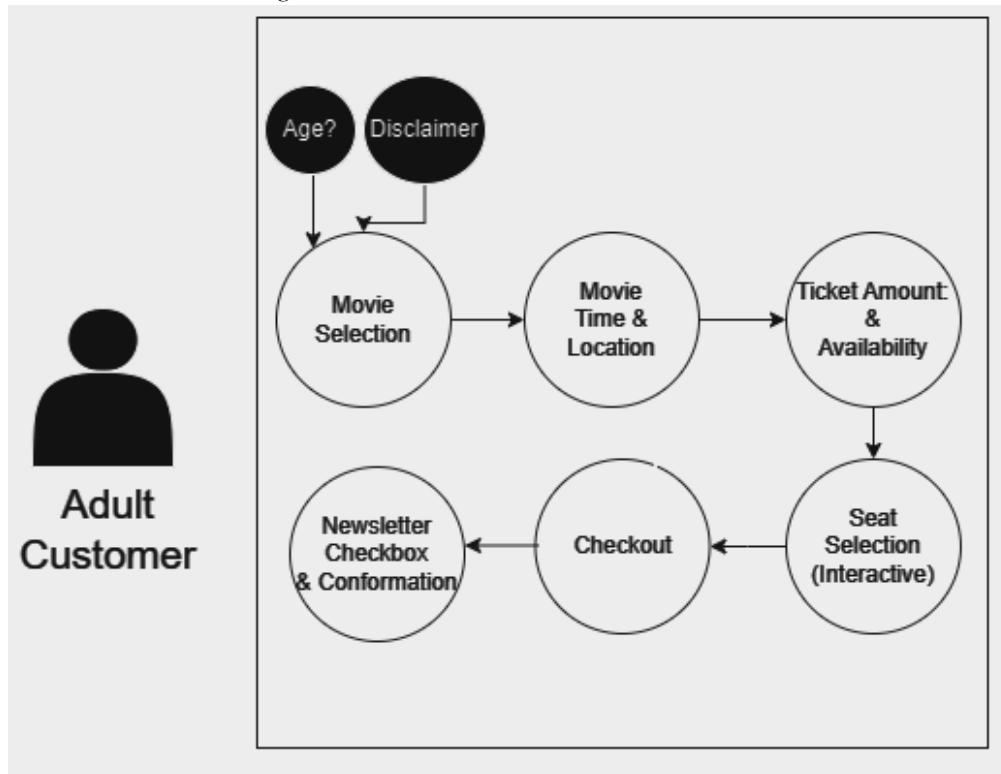 Age?
Disclaimer
Movie
Selection
Movie
Time &
Location
Ticket Amount:
&
Availability
Adult
Customer
Newsletter
Checkbox
& Conformation
Checkout
Seat
Selection
(Interactive)